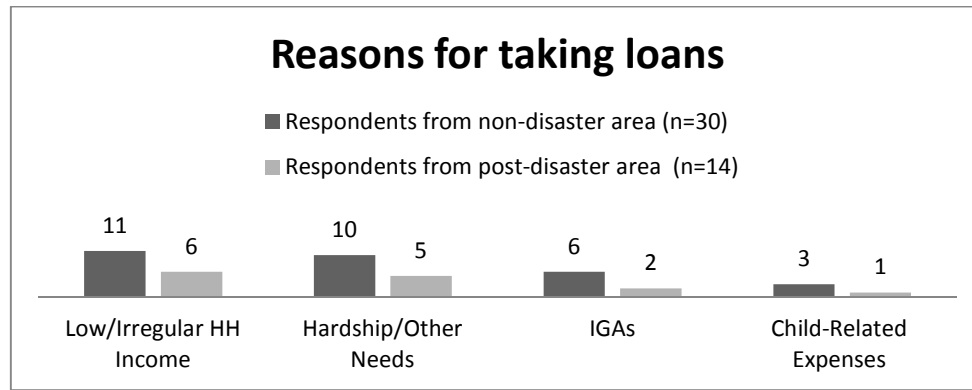 Reasons for taking loans
Respondents from non-disaster area (n=30)
Respondents from post-disaster area (n=14)
11
6
10
5
6
2
3
1
Low/Irregular HH
Income
Hardship/Other
Needs
IGAs
Child-Related
Expenses